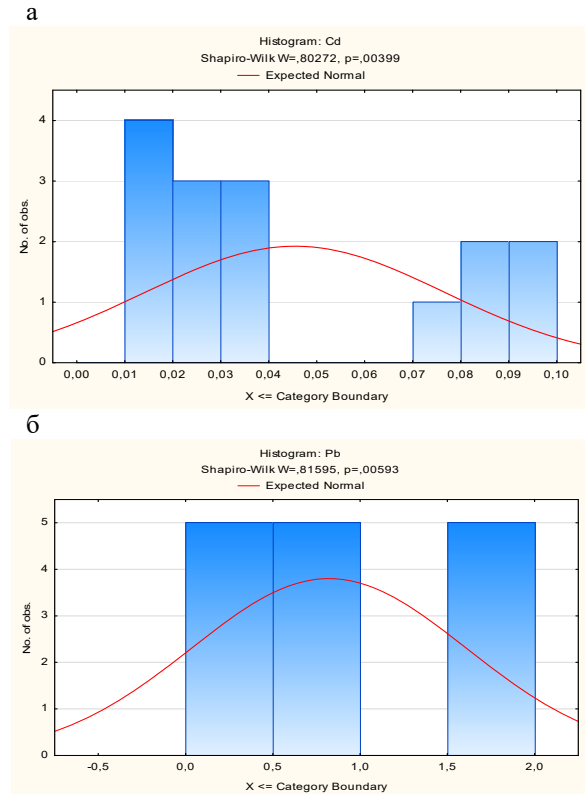 а
Histogram: Cd
Shapiro-Wilk W=,80272, p=,00399
Expected Normal
4
3
2
1
0
No. of obs.
0,00 0,01 0,02 0,03 0,04 0,05 0,06 0,07 0,08 0,09 0,10
X <= Category Boundary
б
Histogram: Pb
Shapiro-Wilk W=,81595, p=,00593
Expected Normal
5
4
3
2
1
0
No. of obs.
-0,5 0,0 0,5 1,0 1,5 2,0
X <= Category Boundary